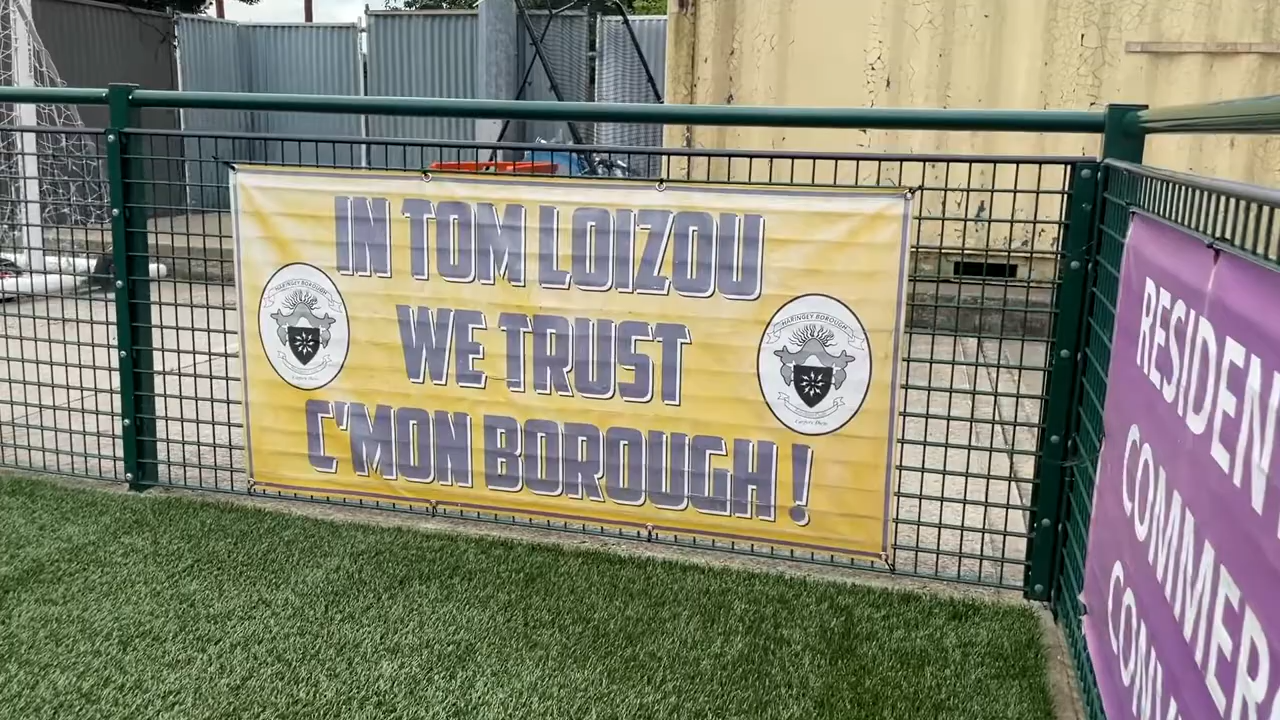 IN TOM LOIZOU
WE TRUST
C'MON BOROUGH!
HARINGEY BOROUGH
HARINGEY BOROUGH
RESIDEN
COMMER